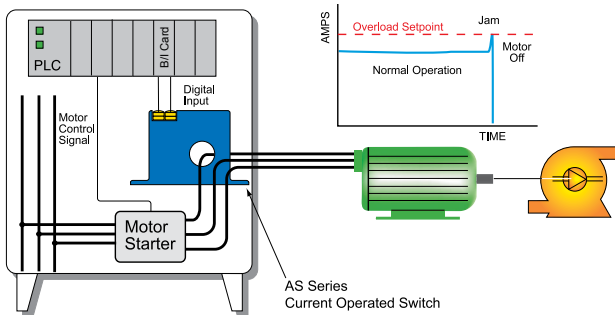 PLC
B/I Card
Digital
Input
Motor
Control
Signal
Motor
Starter
AS Series
Current Operated Switch
AMPS
Overload Setpoint
Jam
Motor
Off
Normal Operation
TIME